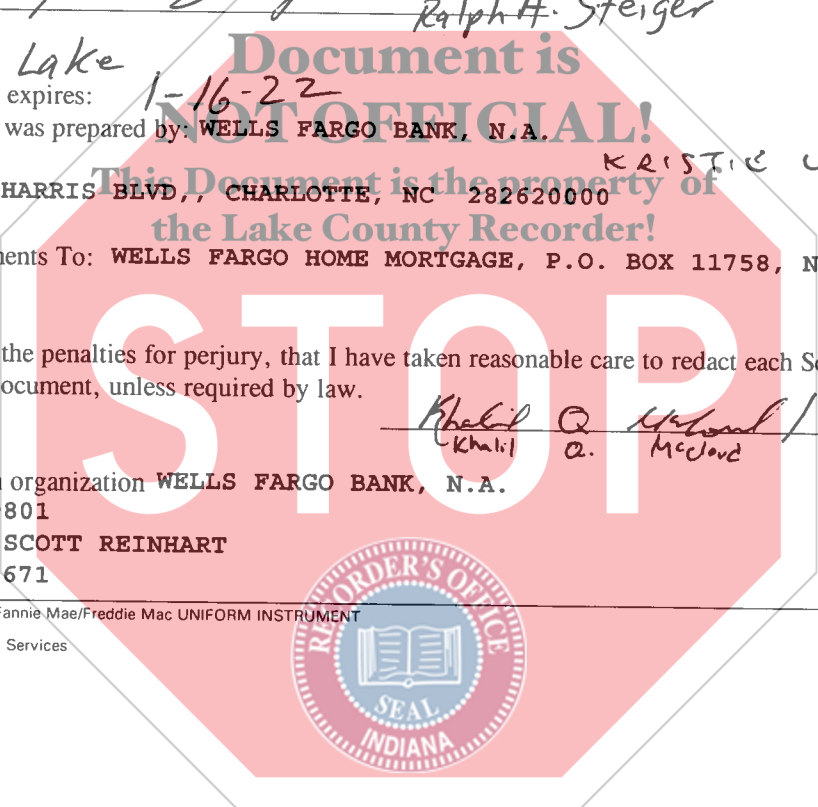 Ralph A. Steiger
Lake
Document is
expires: 1-16-22
NOT OFFICIAL!
was prepared by: WELLS FARGO BANK, N.A.
KRISTIE
This Document is the property of
HARRIS BLVD,, CHARLOTTE, NC 282620000
the Lake County Recorder!
ents To: WELLS FARGO HOME MORTGAGE, P.O. BOX 11758, N
STOP
the penalties for perjury, that I have taken reasonable care to redact each S
ocument, unless required by law.
Khalil Q McCloud
Khalil Q. McCloud
organization WELLS FARGO BANK, N.A.
801
SCOTT REINHART
671
annie Mae/Freddie Mac UNIFORM INSTRUMENT
Services
RECORDER'S OFFICE
SEAL
INDIANA